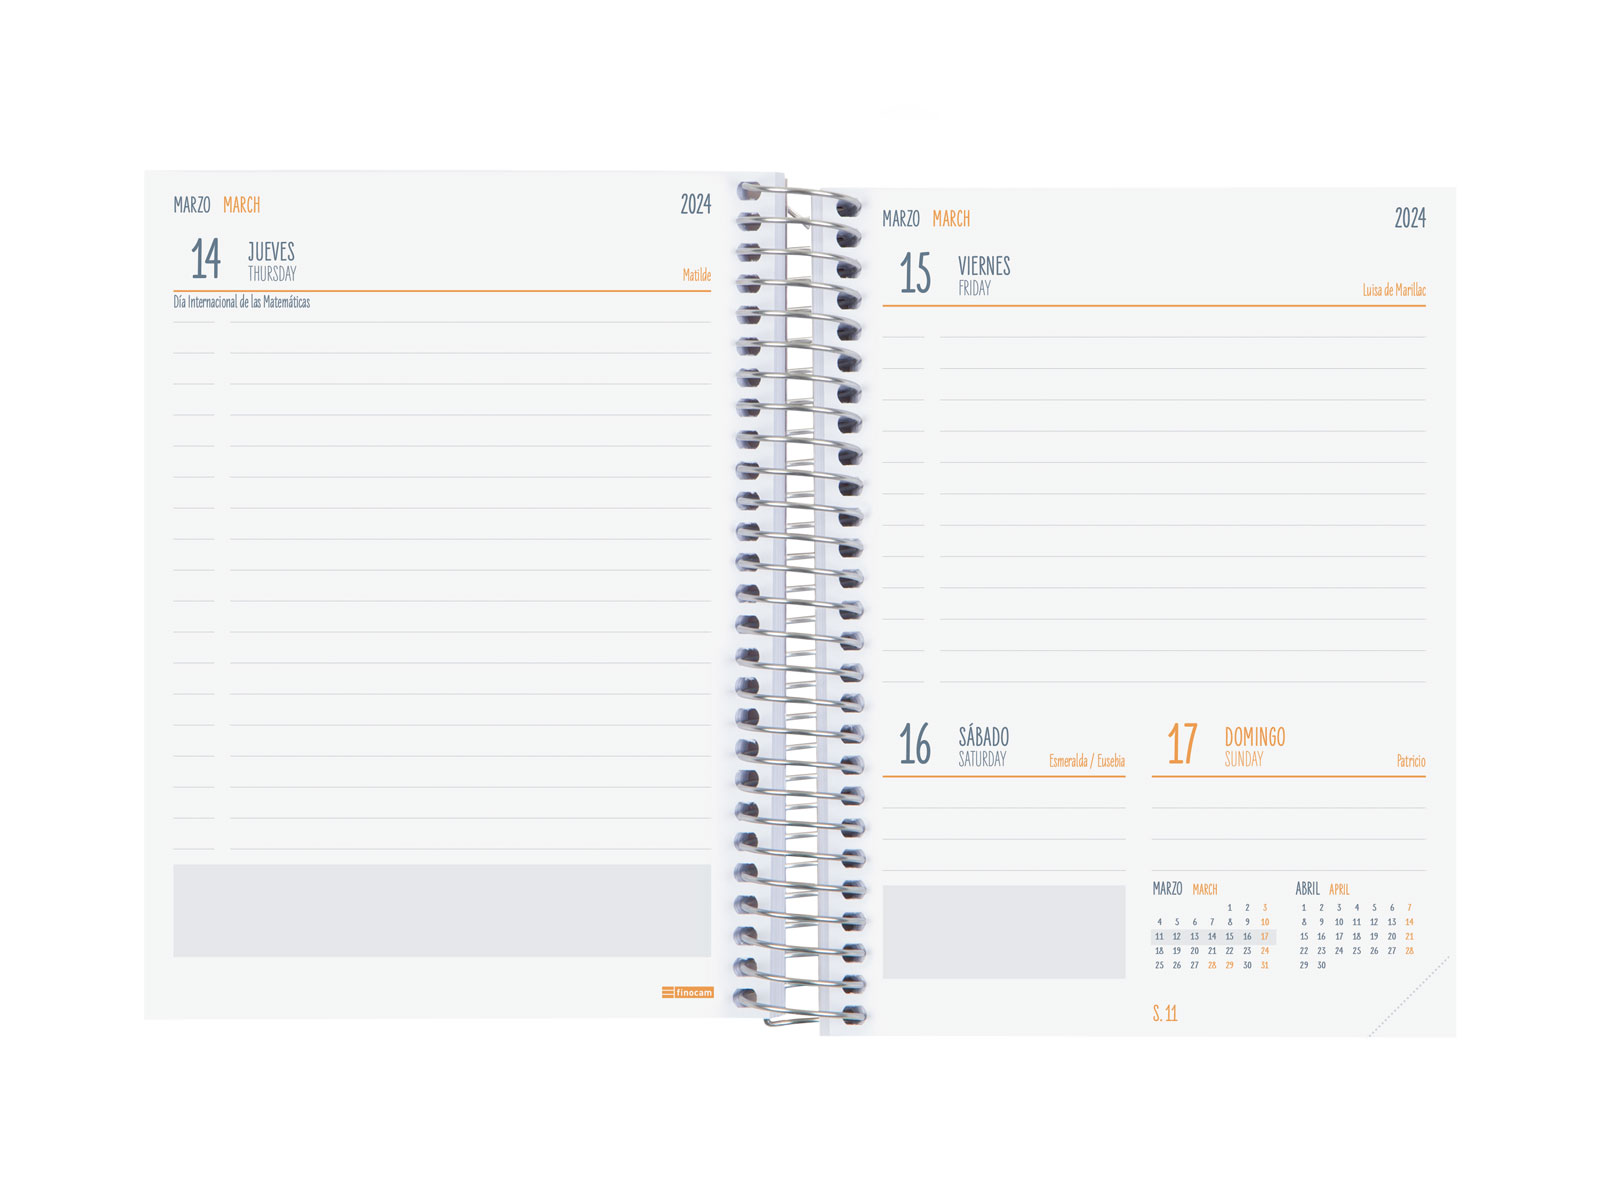 MARZO MARCH 2024
14 JUEVES
THURSDAY Matilde
Día Internacional de las Matemáticas
finocam
MARZO MARCH 2024
15 VIERNES
FRIDAY Luisa de Marillac
16 SÁBADO
SATURDAY Esmeralda / Eusebia
17 DOMINGO
SUNDAY Patricio
MARZO MARCH
1 2 3
4 5 6 7 8 9 10
11 12 13 14 15 16 17
18 19 20 21 22 23 24
25 26 27 28 29 30 31
ABRIL APRIL
1 2 3 4 5 6 7
8 9 10 11 12 13 14
15 16 17 18 19 20 21
22 23 24 25 26 27 28
29 30
S. 11